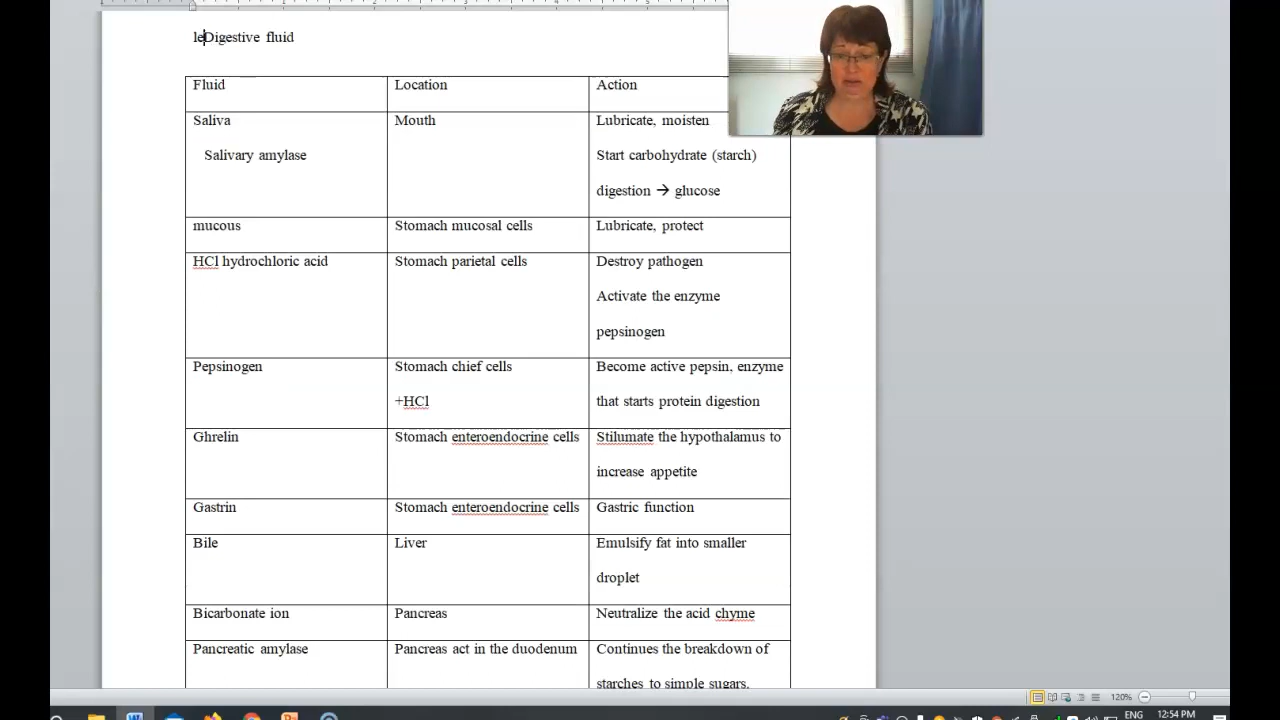 leDigestive fluid
Fluid Location Action
Saliva Mouth Lubricate, moisten
Salivary amylase Start carbohydrate (starch)
digestion → glucose
mucous Stomach mucosal cells Lubricate, protect
HCl hydrochloric acid Stomach parietal cells Destroy pathogen
Activate the enzyme
pepsinogen
Pepsinogen Stomach chief cells Become active pepsin, enzyme
+HCl that starts protein digestion
Ghrelin Stomach enteroendocrine cells Stilumate the hypothalamus to
increase appetite
Gastrin Stomach enteroendocrine cells Gastric function
Bile Liver Emulsify fat into smaller
droplet
Bicarbonate ion Pancreas Neutralize the acid chyme
Pancreatic amylase Pancreas act in the duodenum Continues the breakdown of
starches to simple sugars.
120%
ENG 12:54 PM